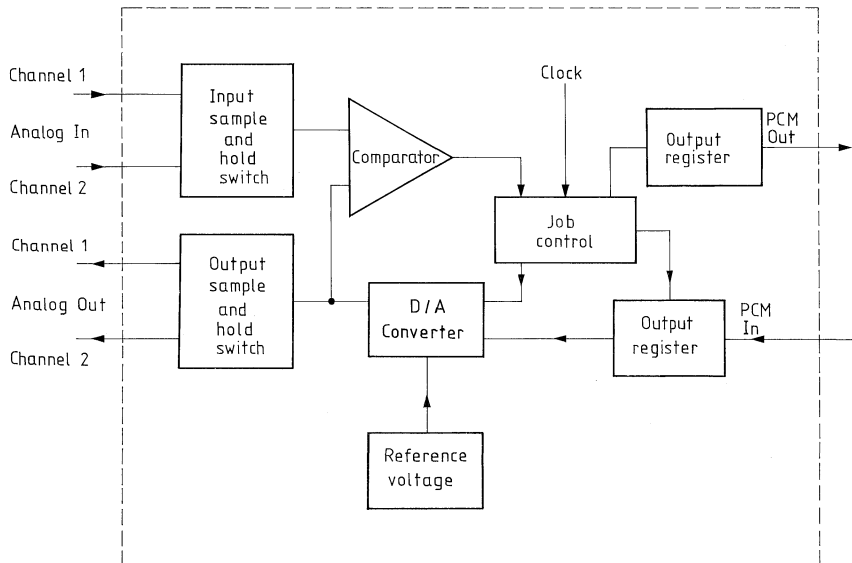 Channel 1
Analog In
Channel 2
Input
sample
and
hold
switch
Comparator
Clock
Job
control
Output
register
PCM
Out
Channel 1
Analog Out
Channel 2
Output
sample
and
hold
switch
D/A
Converter
Output
register
PCM
In
Reference
voltage